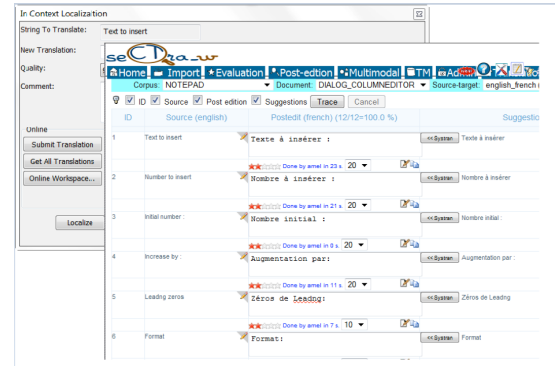 In Context Localizaition
String To Translate:
Text to insert
New Translation:
Quality:
Comment:
Online
Submit Translation
Get All Translations
Online Workspace...
Localize
seCTra_w
Home Import Evaluation Post-edtion Multimodal TM
Corpus: NOTEPAD Document: DIALOG_COLUMNEDITOR Source-target: english_french
ID Source Post edition Suggestions Trace Cancel
ID Source (english) Postedit (french) (12/12=100.0 %) Suggestio
1 Text to insert Texte à insérer : << Systran Texte à insérer
Done by amel in 23 s. 20
2 Number to insert Nombre à insérer : << Systran Nombre à insérer
Done by amel in 21 s. 20
3 Initial number : Nombre initial : << Systran Nombre initial :
Done by amel in 8 s. 20
4 Increase by : Augmentation par: << Systran Augmentation par :
Done by amel in 11 s. 20
5 Leadng zeros Zéros de Leadng: << Systran Zéros de Leadng
Done by amel in 7 s. 10
6 Format Format: << Systran Format